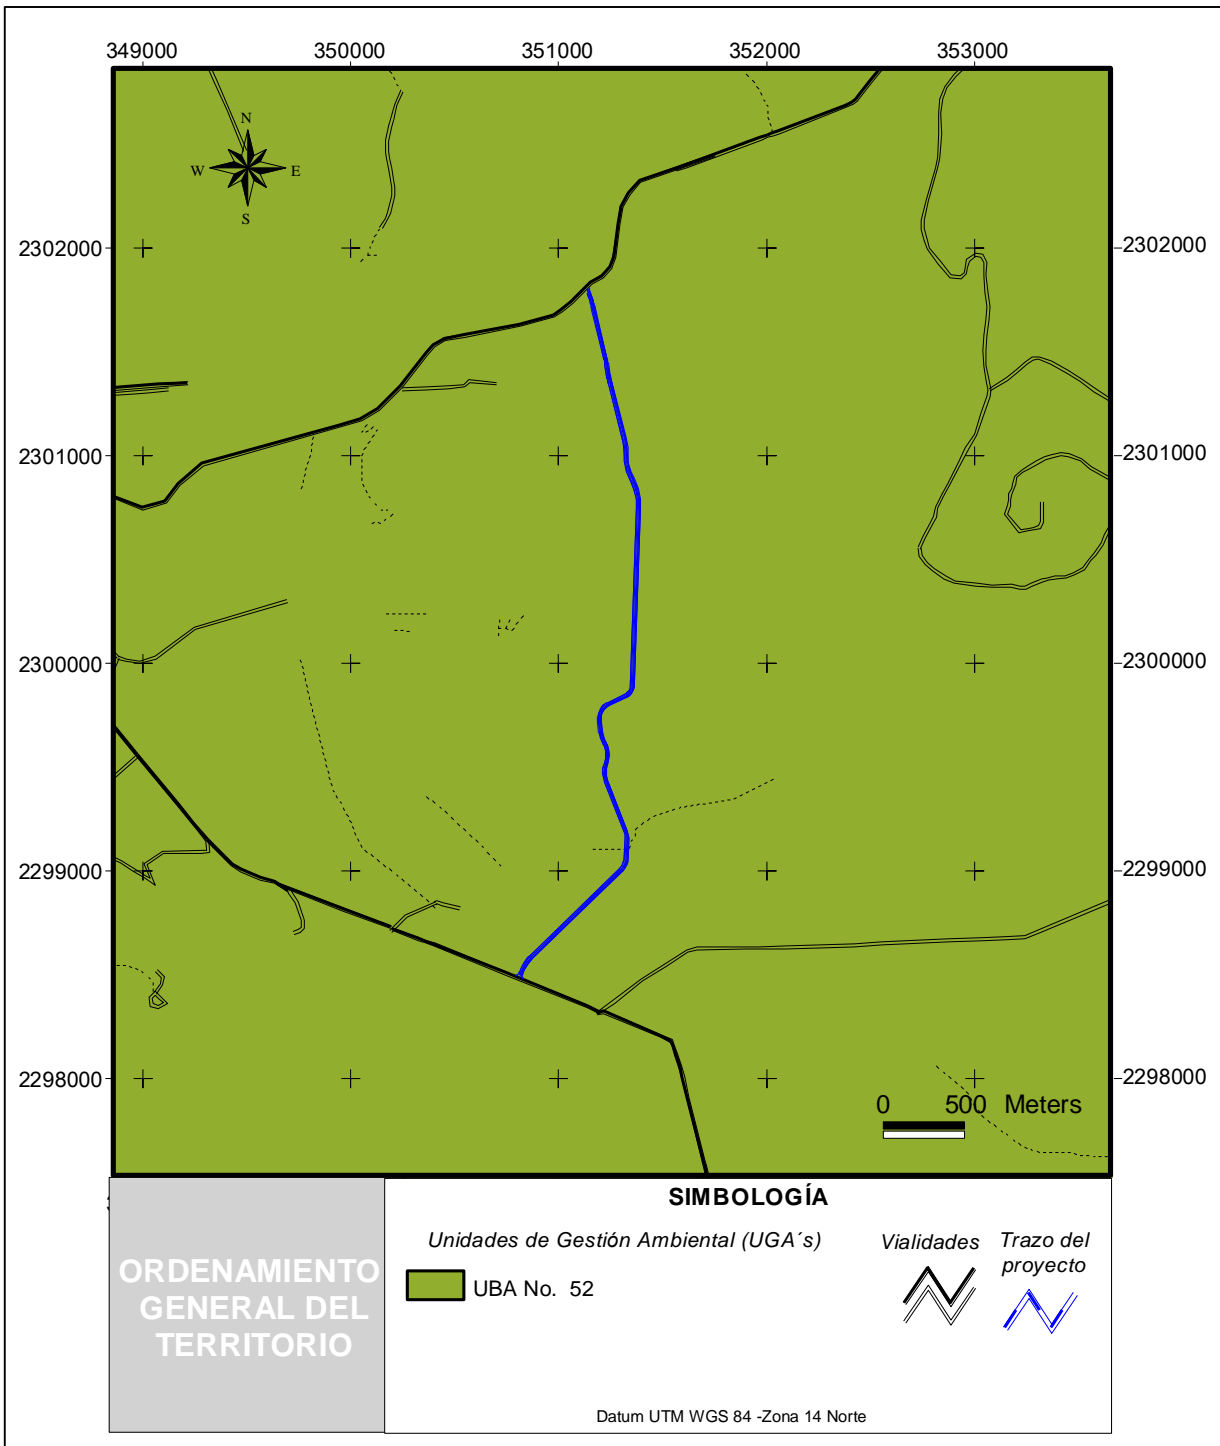 349000 350000 351000 352000 353000
N
W E
S
2302000 2302000
2301000 2301000
2300000 2300000
2299000 2299000
2298000 2298000
0 500 Meters
SIMBOLOGÍA
Unidades de Gestión Ambiental (UGA´s)
UBA No. 52
Vialidades
Trazo del
proyecto
ORDENAMIENTO
GENERAL DEL
TERRITORIO
Datum UTM WGS 84 -Zona 14 Norte